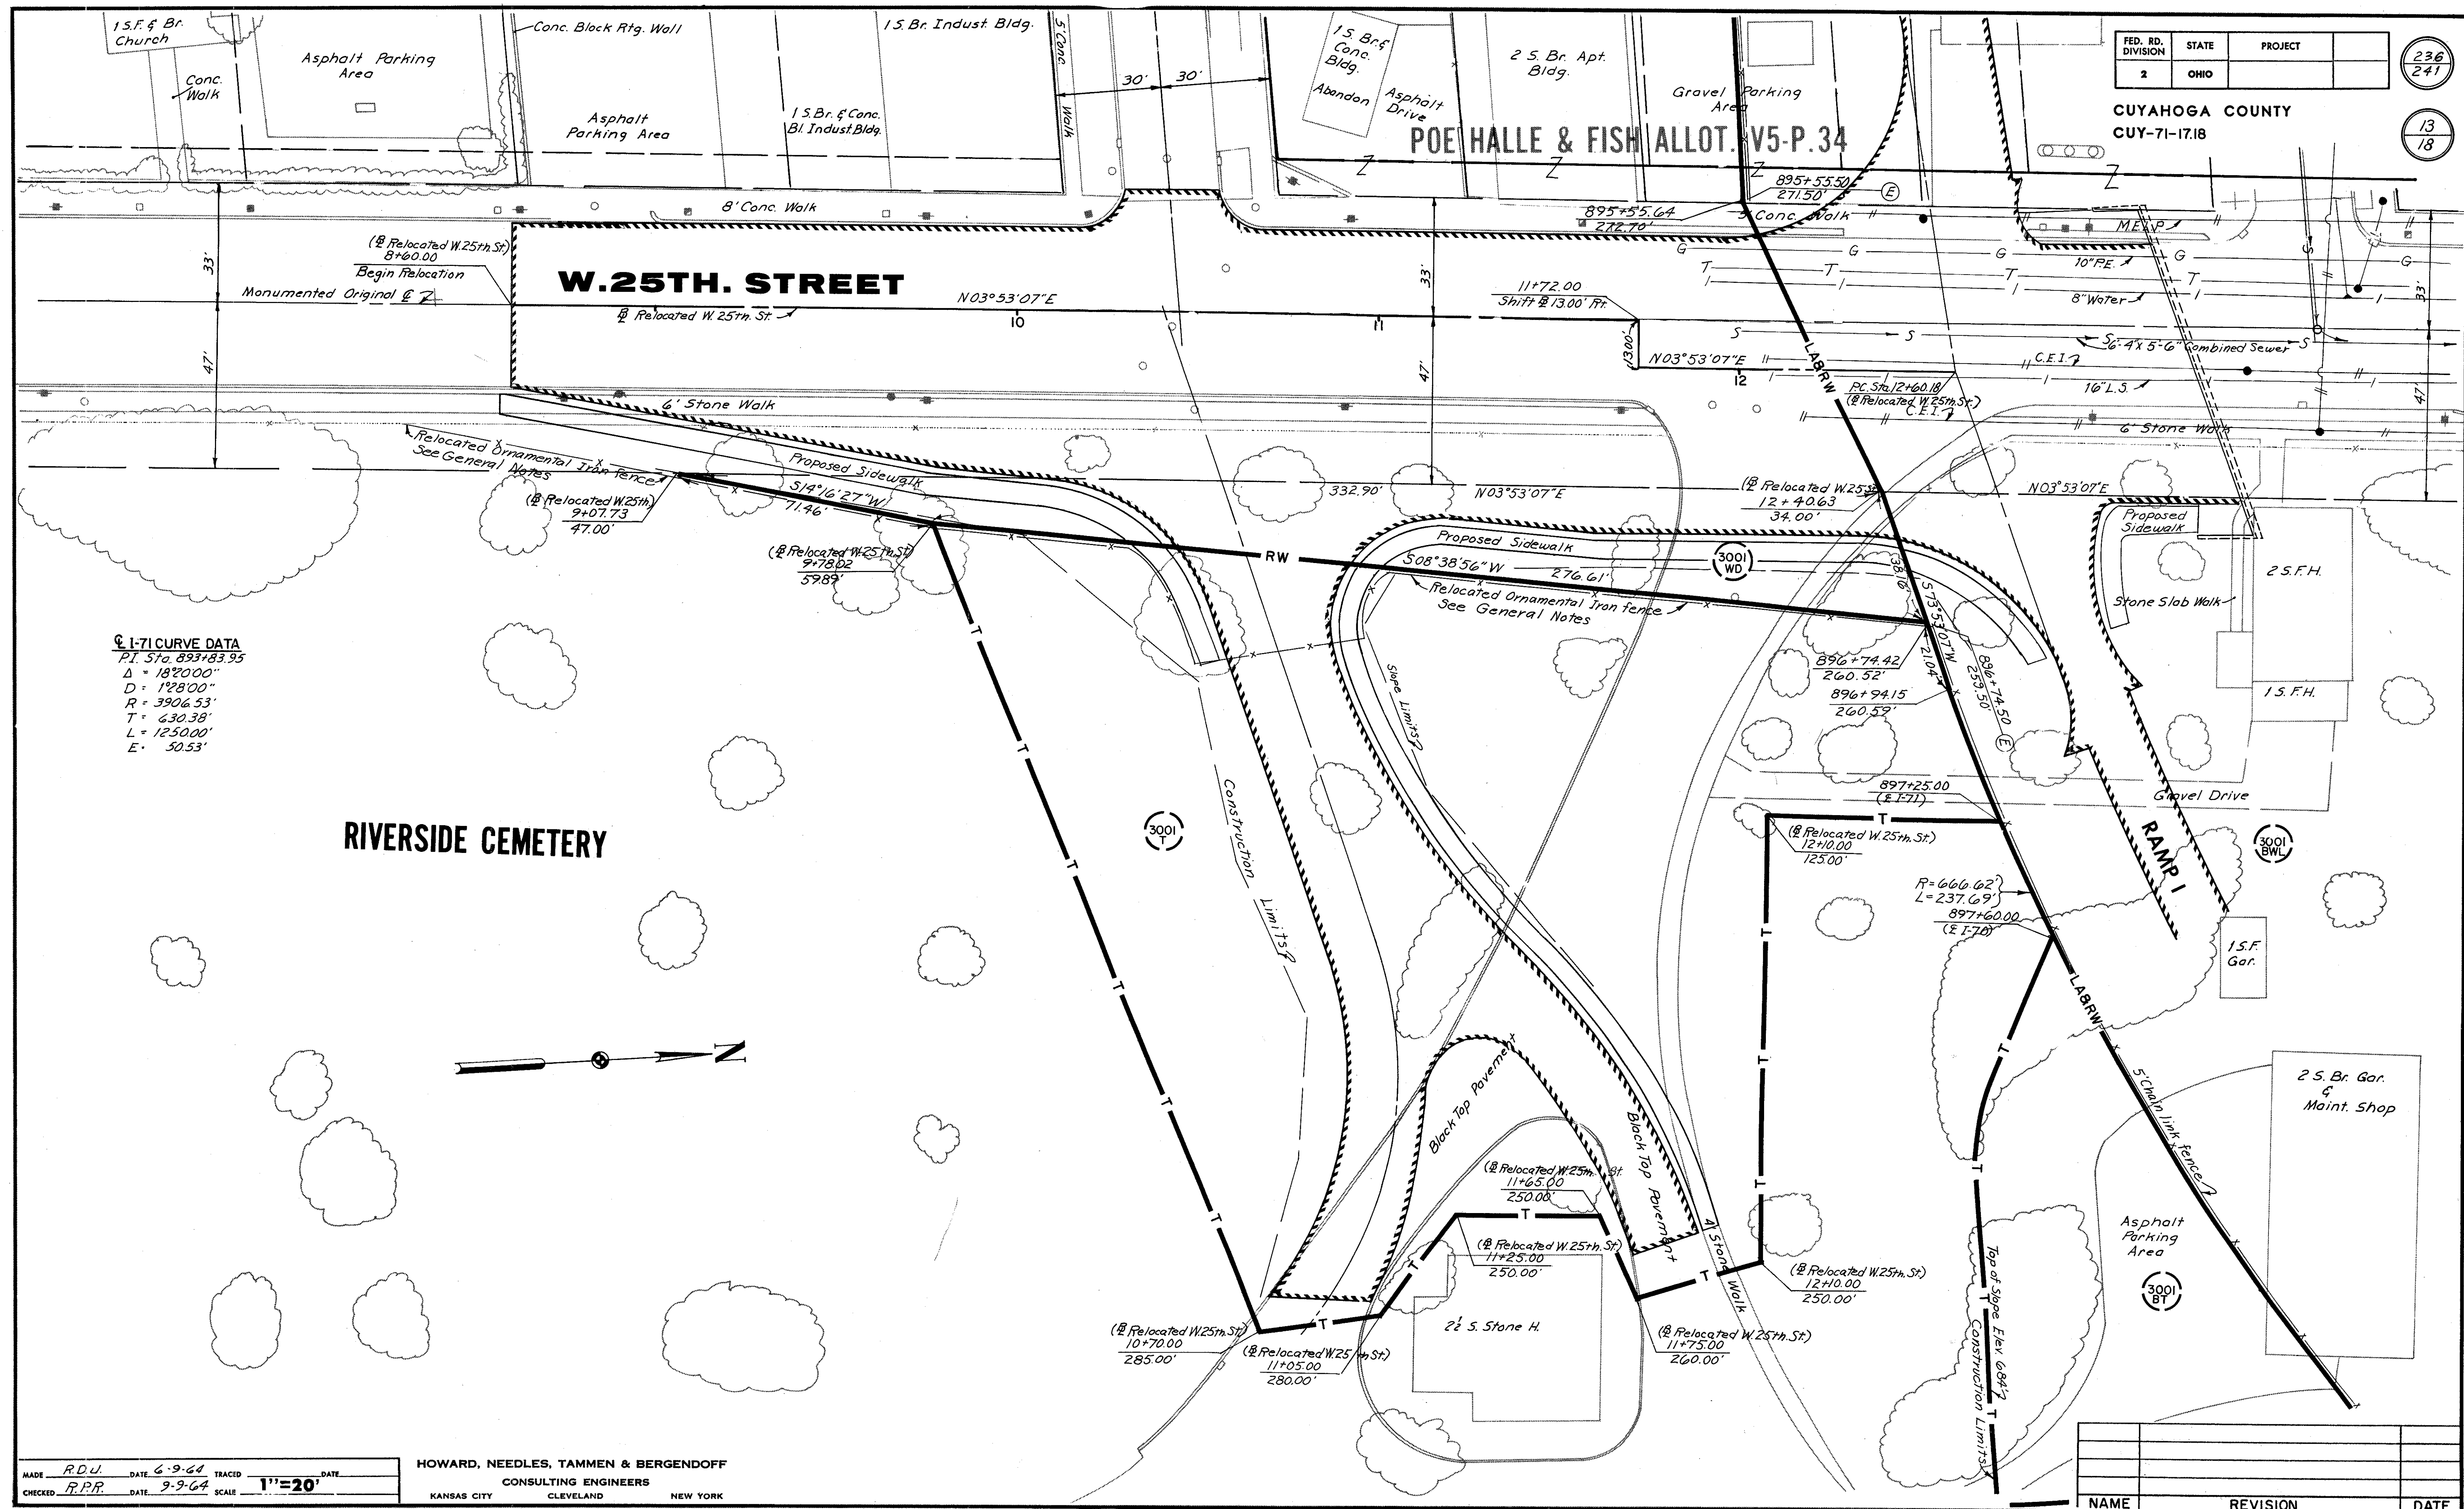 1 S.F. & Br.
Church
Conc.
Walk
Asphalt Parking
Area
Conc. Block Rtg. Wall
Asphalt
Parking Area
1 S. Br. Indust. Bldg.
1 S. Br. & Conc.
Bl. Indust. Bldg.
5' Conc
Walk
30'
30'
1 S. Br. &
Conc.
Bldg.
Abandon
Asphalt
Drive
2 S. Br. Apt.
Bldg.
Gravel Parking
Area
POE HALLE & FISH ALLOT. V5-P.34
FED. RD.
DIVISION
STATE
PROJECT
2
OHIO
236
241
CUYAHOGA COUNTY
CUY-71-17.18
13
18
8' Conc. Walk
895+55.50
271.50'
E
895+55.64
272.70'
5' Conc. Walk
M.E.I.P.
G
G
G
G
G
10" P.E.
T
T
T
T
8" Water
33'
47'
33'
47'
33'
47'
(℞ Relocated W.25th St)
8+60.00
Begin Relocation
Monumented Original ₵
W.25TH. STREET
N03°53'07"E
℞ Relocated W. 25th. St.
10
11
12
11+72.00
Shift ℞ 13.00' Rt.
13.00'
N03°53'07"E
S
S
S
S
6'-4" x 5'-6" Combined Sewer
C.E.I.
16" L.S.
P.C. Sta. 12+60.18
(℞ Relocated W.25th.St.)
C.E.I.
LA&RW
6' Stone Walk
6' Stone Walk
Relocated Ornamental Iron fence
See General Notes
Proposed Sidewalk
S14°16'27"W
71.46'
(℞ Relocated W25th)
9+07.73
47.00'
(℞ Relocated W.25th.St)
9+78.02
59.89'
332.90'
N03°53'07"E
(℞ Relocated W.25St
12+40.63
34.00'
N03°53'07"E
Proposed
Sidewalk
RW
Proposed Sidewalk
S08°38'56"W
276.61'
3001
WD
Relocated Ornamental Iron fence
See General Notes
38.16'
S73°53'07"W
21.04'
896+74.50
259.50'
E
2 S.F.H.
Stone Slab Walk
1 S.F.H.
₵ I-71 CURVE DATA
P.I. Sta. 893+83.95
Δ = 18°20'00"
D = 1°28'00"
R = 3906.53'
T = 630.38'
L = 1250.00'
E = 50.53'
Slope Limits
896+74.42
260.52'
896+94.15
260.59'
897+25.00
(₵ I-71)
Gravel Drive
RAMP I
3001
BWL
RIVERSIDE CEMETERY
3001
T
Construction Limits
(℞ Relocated W.25th.St.)
12+10.00
125.00'
R=666.62'
L=237.69'
897+60.00
(₵ I-71)
1 S.F.
Gar.
LA&RW
N
5' Chain link fence
2 S. Br. Gar.
&
Maint. Shop
Black Top Pavement
Black Top Pavement
4' Stone Walk
(℞ Relocated W.25th. St.
11+65.00
250.00'
(℞ Relocated W.25th.St)
11+25.00
250.00'
(℞ Relocated W.25th.St.)
12+10.00
250.00'
Asphalt
Parking
Area
3001
BT
Top of Slope Elev. 684'
Construction Limits
2½ S. Stone H.
(℞ Relocated W.25th.St.)
10+70.00
285.00'
(℞ Relocated W.25th St.)
11+05.00
280.00'
(℞ Relocated W.25th.St.)
11+75.00
260.00'
MADE R.D.J. DATE 6-9-64 TRACED DATE
CHECKED R.P.R. DATE 9-9-64 SCALE 1"=20'
HOWARD, NEEDLES, TAMMEN & BERGENDOFF
CONSULTING ENGINEERS
KANSAS CITY CLEVELAND NEW YORK
NAME REVISION DATE